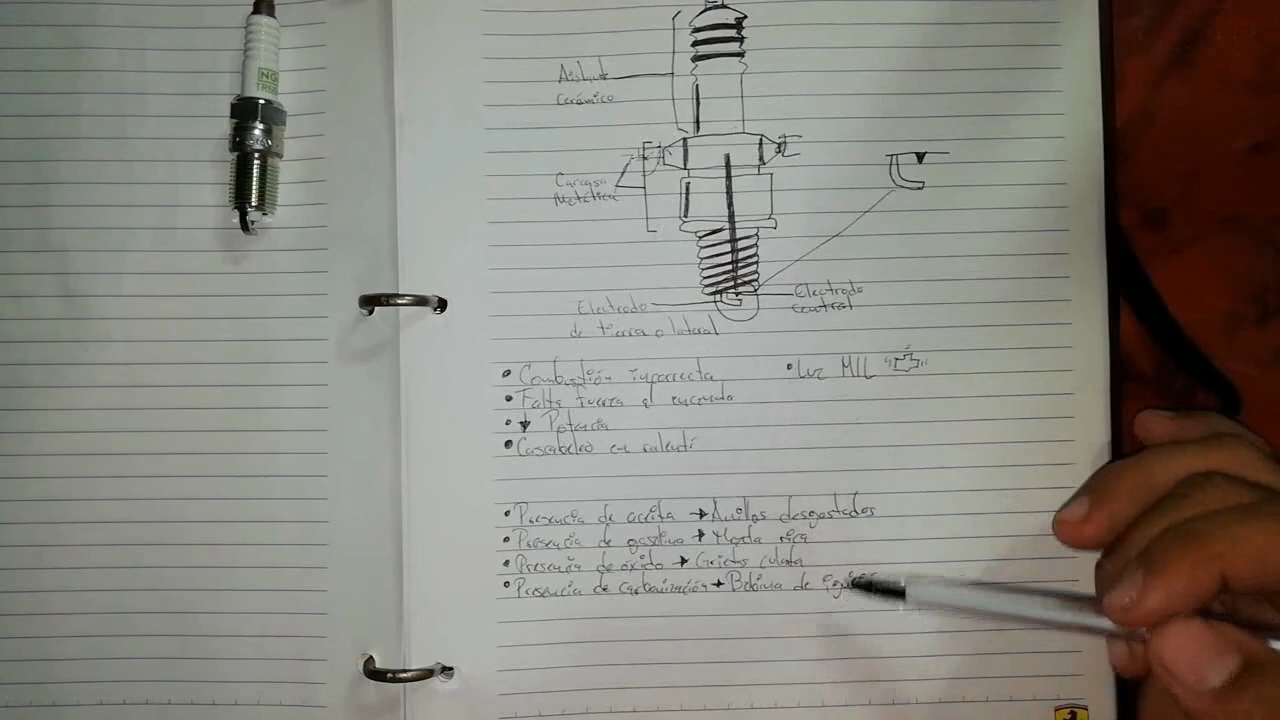 NGK
Aislante
cerámico
Carcasa
Metálica
Electrodo
central
Electrodo
de tierra o lateral
• Combustión incorrecta
• Luz MIL
• Falta fuerza y encendido
• ↓ Potencia
• Cascabeleo en ralentí
• Presencia de aceite → Anillos desgastados
• Presencia de gasolina → Mezcla rica
• Presencia de óxido → Grietas culata
• Presencia de carbonización → Bobina de